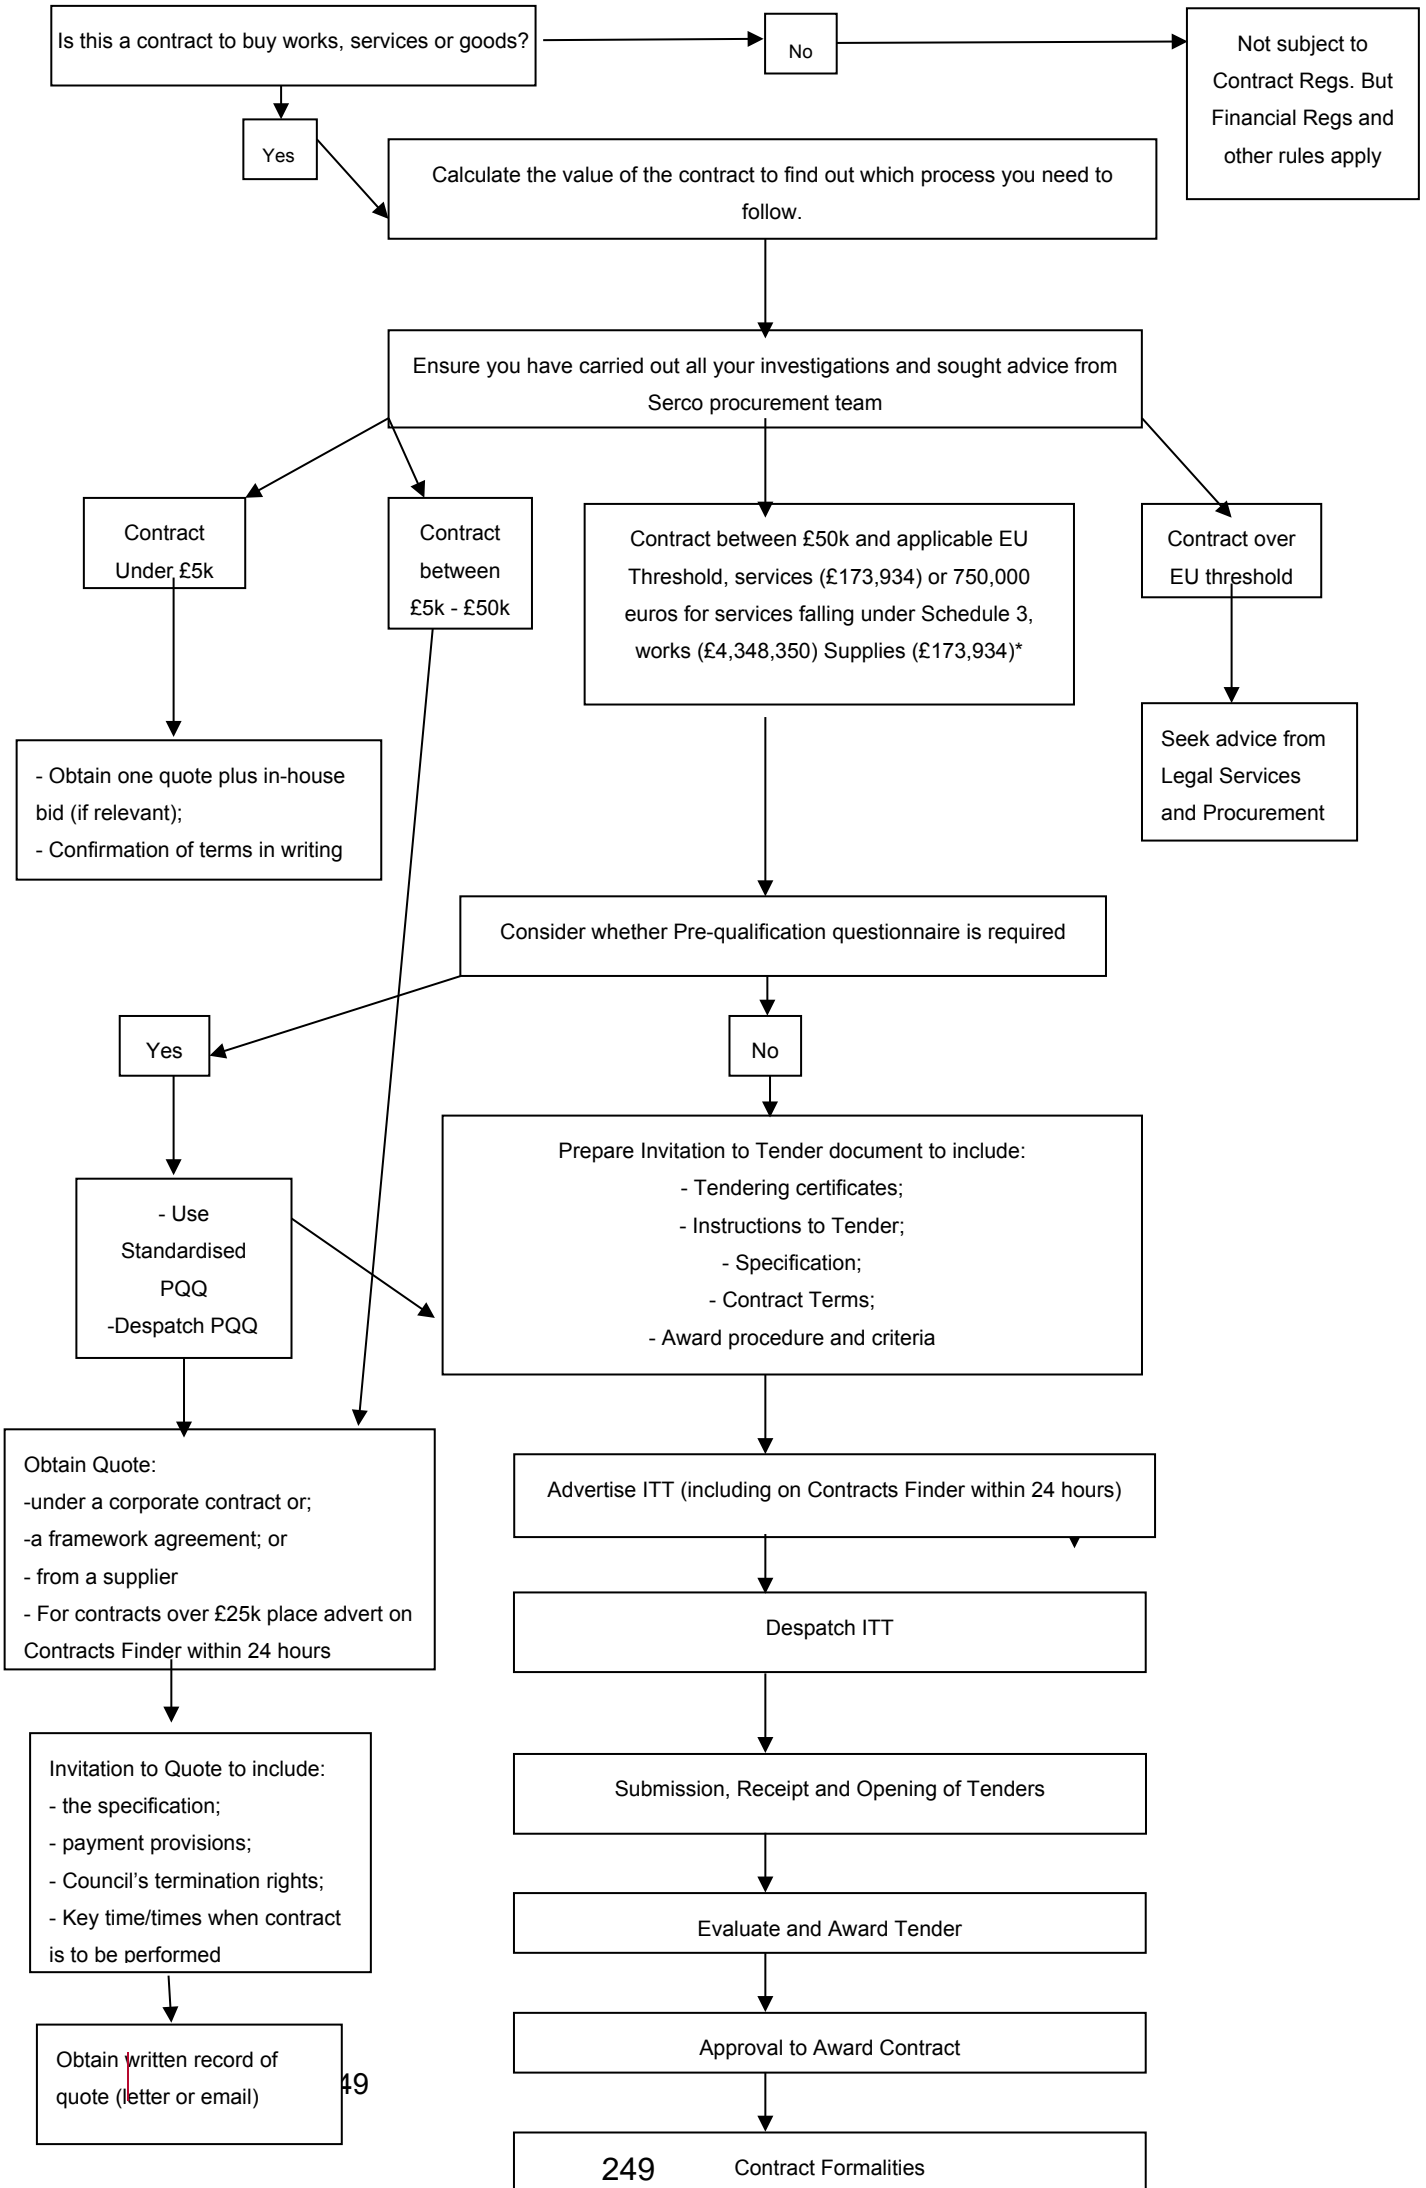 Is this a contract to buy works, services or goods?
No
Not subject to
Contract Regs. But
Financial Regs and
other rules apply
Yes
Calculate the value of the contract to find out which process you need to
follow.
Ensure you have carried out all your investigations and sought advice from
Serco procurement team
Contract
Under £5k
Contract
between
£5k - £50k
Contract between £50k and applicable EU
Threshold, services (£173,934) or 750,000
euros for services falling under Schedule 3,
works (£4,348,350) Supplies (£173,934)*
Contract over
EU threshold
- Obtain one quote plus in-house
bid (if relevant);
- Confirmation of terms in writing
Seek advice from
Legal Services
and Procurement
Consider whether Pre-qualification questionnaire is required
Yes
No
- Use
Standardised
PQQ
-Despatch PQQ
Prepare Invitation to Tender document to include:
- Tendering certificates;
- Instructions to Tender;
- Specification;
- Contract Terms;
- Award procedure and criteria
Obtain Quote:
-under a corporate contract or;
-a framework agreement; or
- from a supplier
- For contracts over £25k place advert on
Contracts Finder within 24 hours
Advertise ITT (including on Contracts Finder within 24 hours)
Despatch ITT
Invitation to Quote to include:
- the specification;
- payment provisions;
- Council's termination rights;
- Key time/times when contract
is to be performed
Submission, Receipt and Opening of Tenders
Evaluate and Award Tender
Obtain written record of
quote (letter or email)
49
Approval to Award Contract
249
Contract Formalities